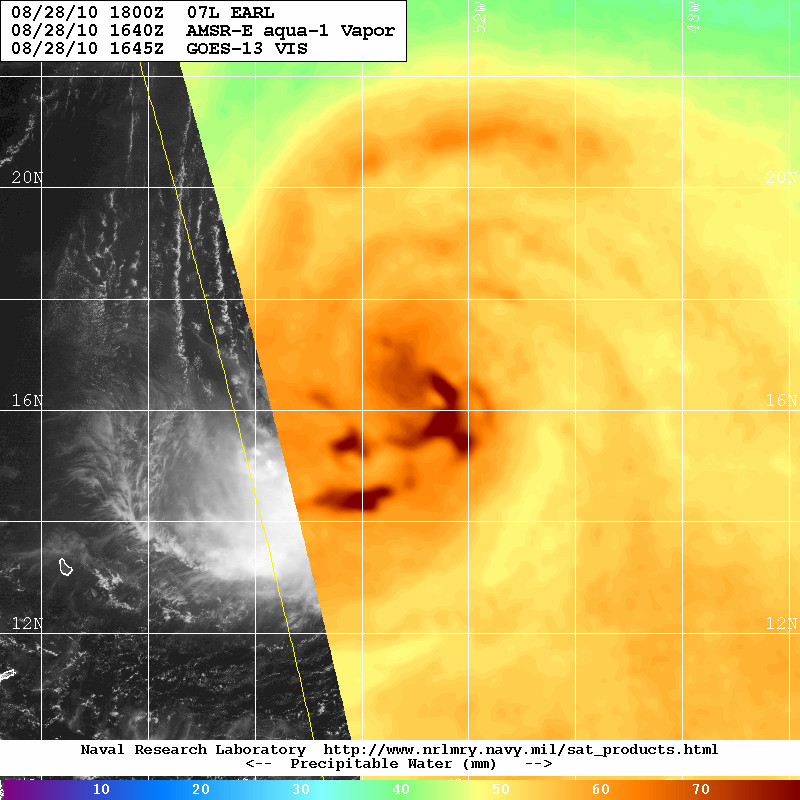 08/28/10 1800Z 07L EARL
08/28/10 1640Z AMSR-E aqua-1 Vapor
08/28/10 1645Z GOES-13 VIS
52W 48W
20N 20N
16N 16N
12N 12N
Naval Research Laboratory http://www.nrlmry.navy.mil/sat_products.html
<-- Precipitable Water (mm) -->
10 20 30 40 50 60 70